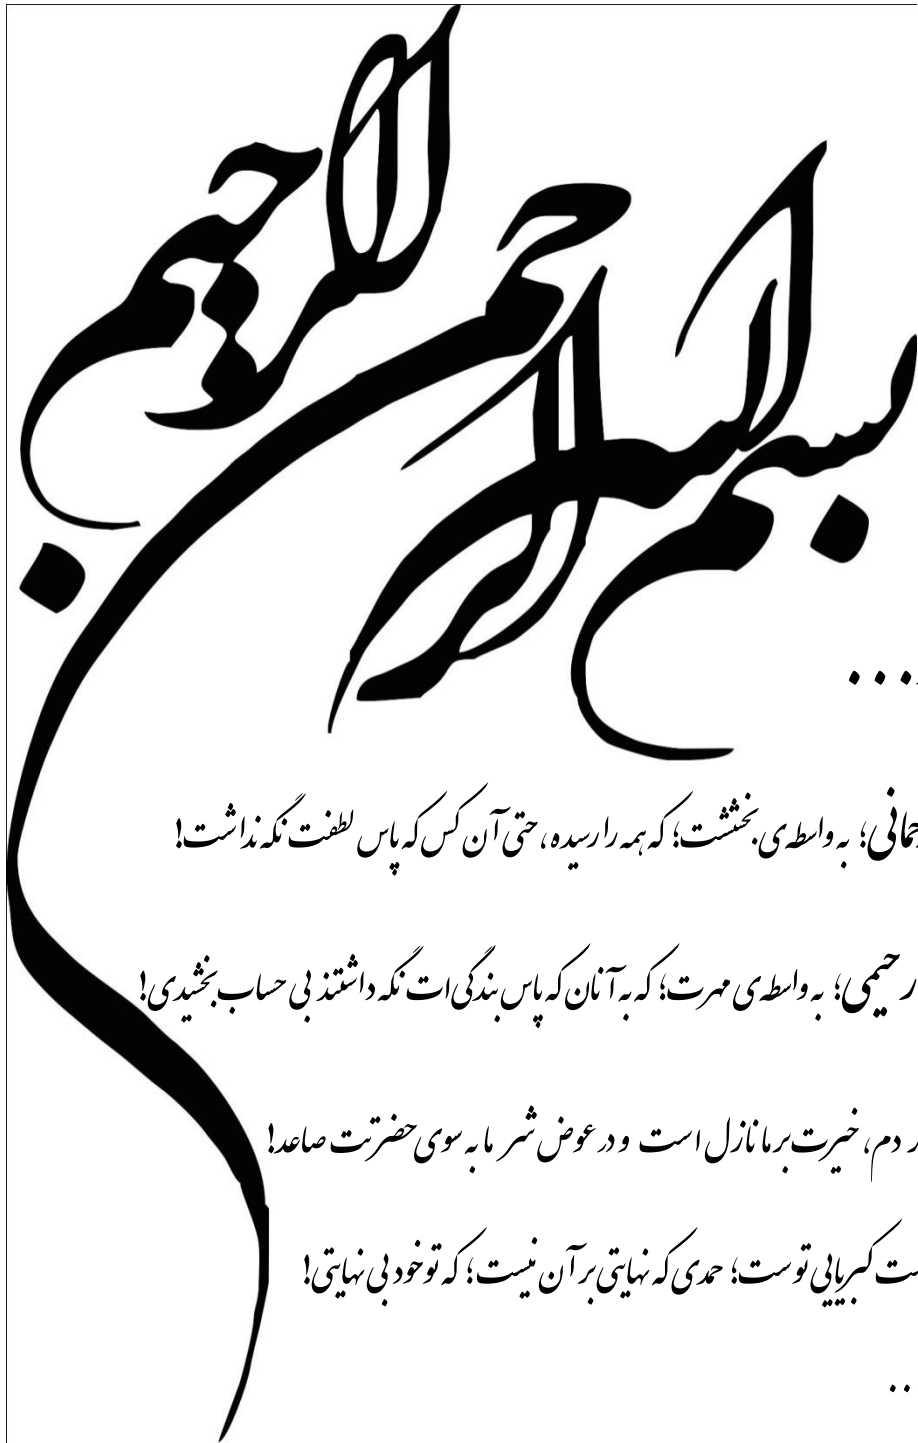 بسم الله الرحمن الرحیم
...
؛ به واسطه‌ی بخششت؛ که همه را رسیده، حتی آن کس که پاس لطفت نگه نداشت!
رحیمی؛ به واسطه‌ی مهرت؛ که به آنان که پاس بندگی‌ات نگه داشتند بی حساب بخشیدی!
دم، خیرت بر ما نازل است و در عوض شر ما به سوی حضرتت صاعد!
کبریایی توست؛ حمدی که نهایتی بر آن نیست؛ که تو خود بی نهایتی!
..